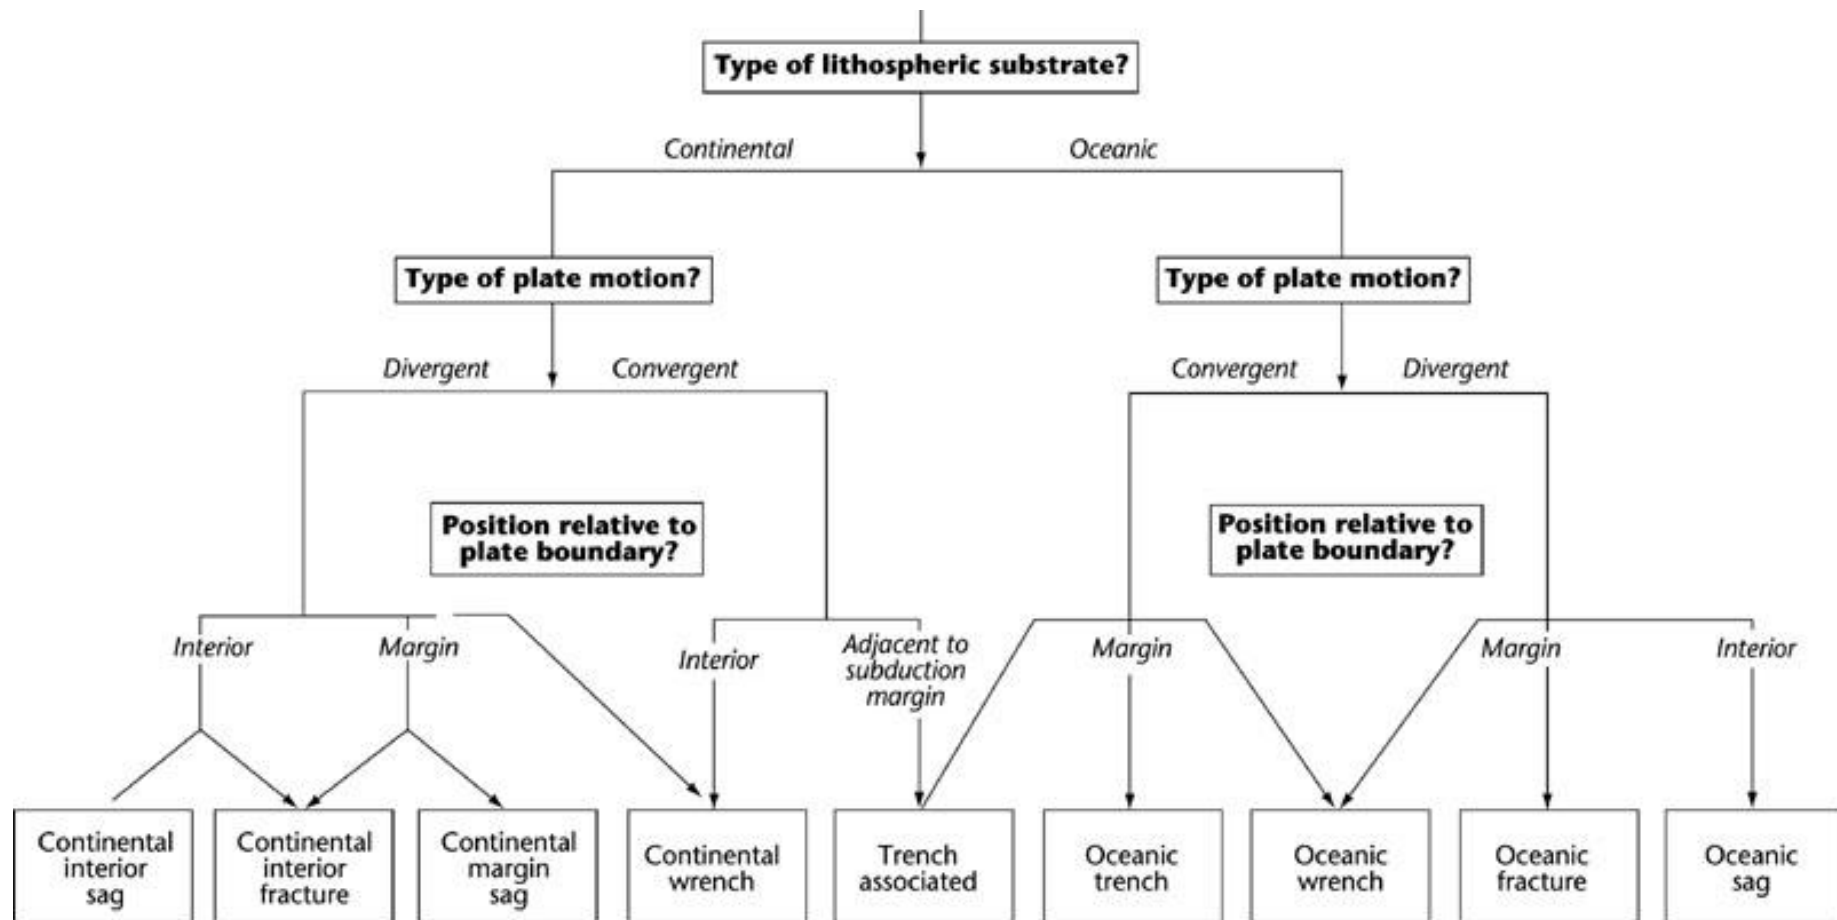 Type of lithospheric substrate?
Continental
Oceanic
Type of plate motion?
Type of plate motion?
Divergent
Convergent
Convergent
Divergent
Position relative to
plate boundary?
Position relative to
plate boundary?
Interior
Margin
Interior
Adjacent to
subduction
margin
Margin
Margin
Interior
Continental
interior
sag
Continental
interior
fracture
Continental
margin
sag
Continental
wrench
Trench
associated
Oceanic
trench
Oceanic
wrench
Oceanic
fracture
Oceanic
sag